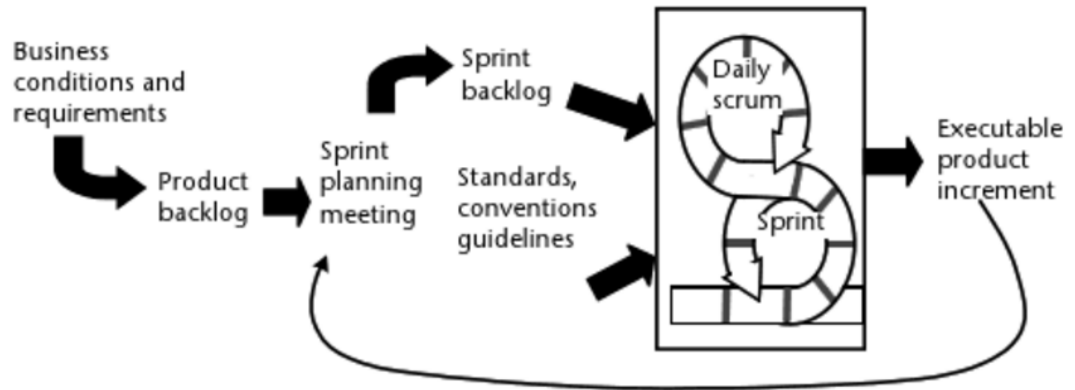 Business
conditions and
requirements
Product
backlog
Sprint
planning
meeting
Sprint
backlog
Standards,
conventions
guidelines
Daily
scrum
Sprint
Executable
product
increment